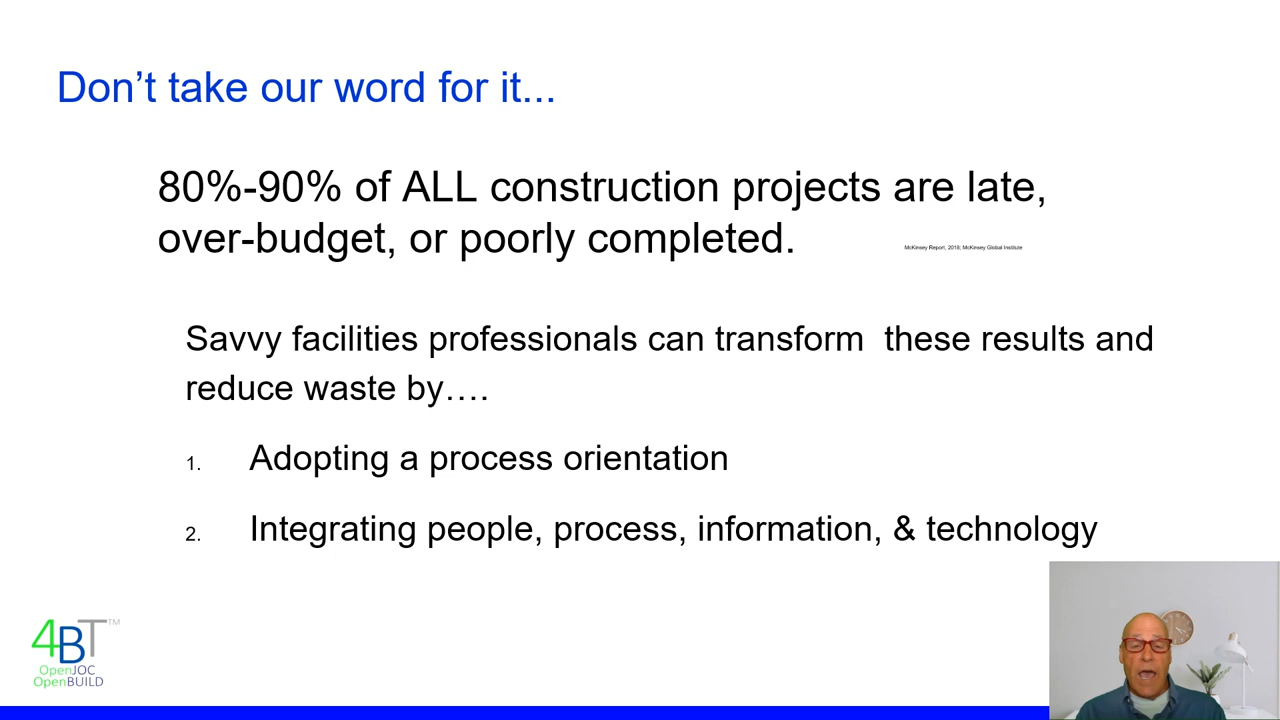 Don't take our word for it...
80%-90% of ALL construction projects are late,
over-budget, or poorly completed.
McKinsey Report, 2018; McKinsey Global Institute
Savvy facilities professionals can transform  these results and
reduce waste by….
1. Adopting a process orientation
2. Integrating people, process, information, & technology
4BT™
OpenJOC
OpenBUILD